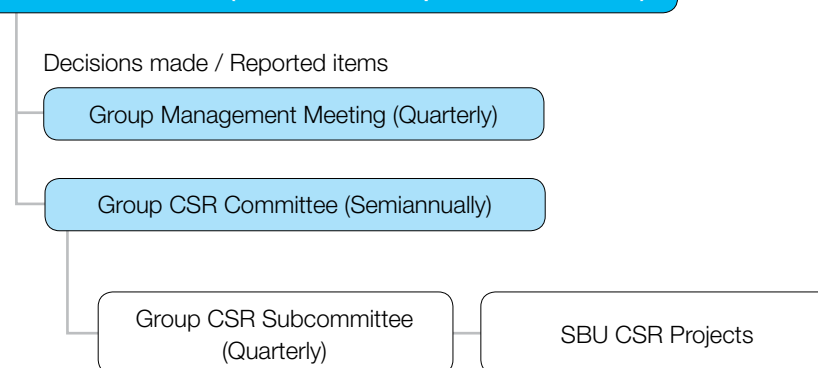 Decisions made / Reported items
Group Management Meeting (Quarterly)
Group CSR Committee (Semiannually)
Group CSR Subcommittee
(Quarterly)
SBU CSR Projects